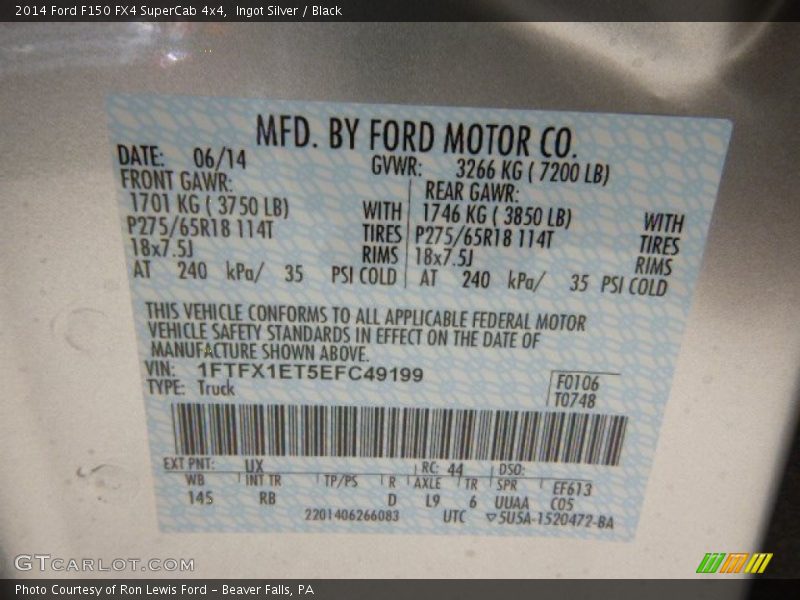 2014 Ford F150 FX4 SuperCab 4x4,  Ingot Silver / Black
MFD. BY FORD MOTOR CO.
DATE: 06/14 GVWR: 3266 KG ( 7200 LB)
FRONT GAWR: REAR GAWR:
1701 KG ( 3750 LB) WITH 1746 KG ( 3850 LB) WITH
P275/65R18 114T TIRES P275/65R18 114T TIRES
18x7.5J RIMS 18x7.5J RIMS
AT 240 kPa/ 35 PSI COLD AT 240 kPa/ 35 PSI COLD
THIS VEHICLE CONFORMS TO ALL APPLICABLE FEDERAL MOTOR
VEHICLE SAFETY STANDARDS IN EFFECT ON THE DATE OF
MANUFACTURE SHOWN ABOVE.
VIN: 1FTFX1ET5EFC49199 F0106
TYPE: Truck T0748
EXT PNT: UX RC: 44 DSO:
WB INT TR TP/PS R AXLE TR SPR EF613
145 RB D L9 6 UUAA C05
2201406266083 UTC ▽5U5A-1520472-BA
GTCARLOT.COM
Photo Courtesy of Ron Lewis Ford - Beaver Falls, PA